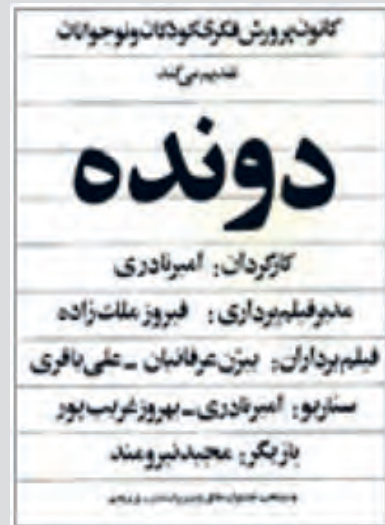 کانون پرورش فکری کودکان و نوجوانان
تقدیم می‌کند
دونده
کارگردان: امیر نادری
مدیر فیلمبرداری: فیروز ملک‌زاده
فیلمبرداران: بیژن عرفانیان _ علی باقری
سناریو: امیر نادری _ بهروز غریب‌پور
بازیگر: مجید نیرومند